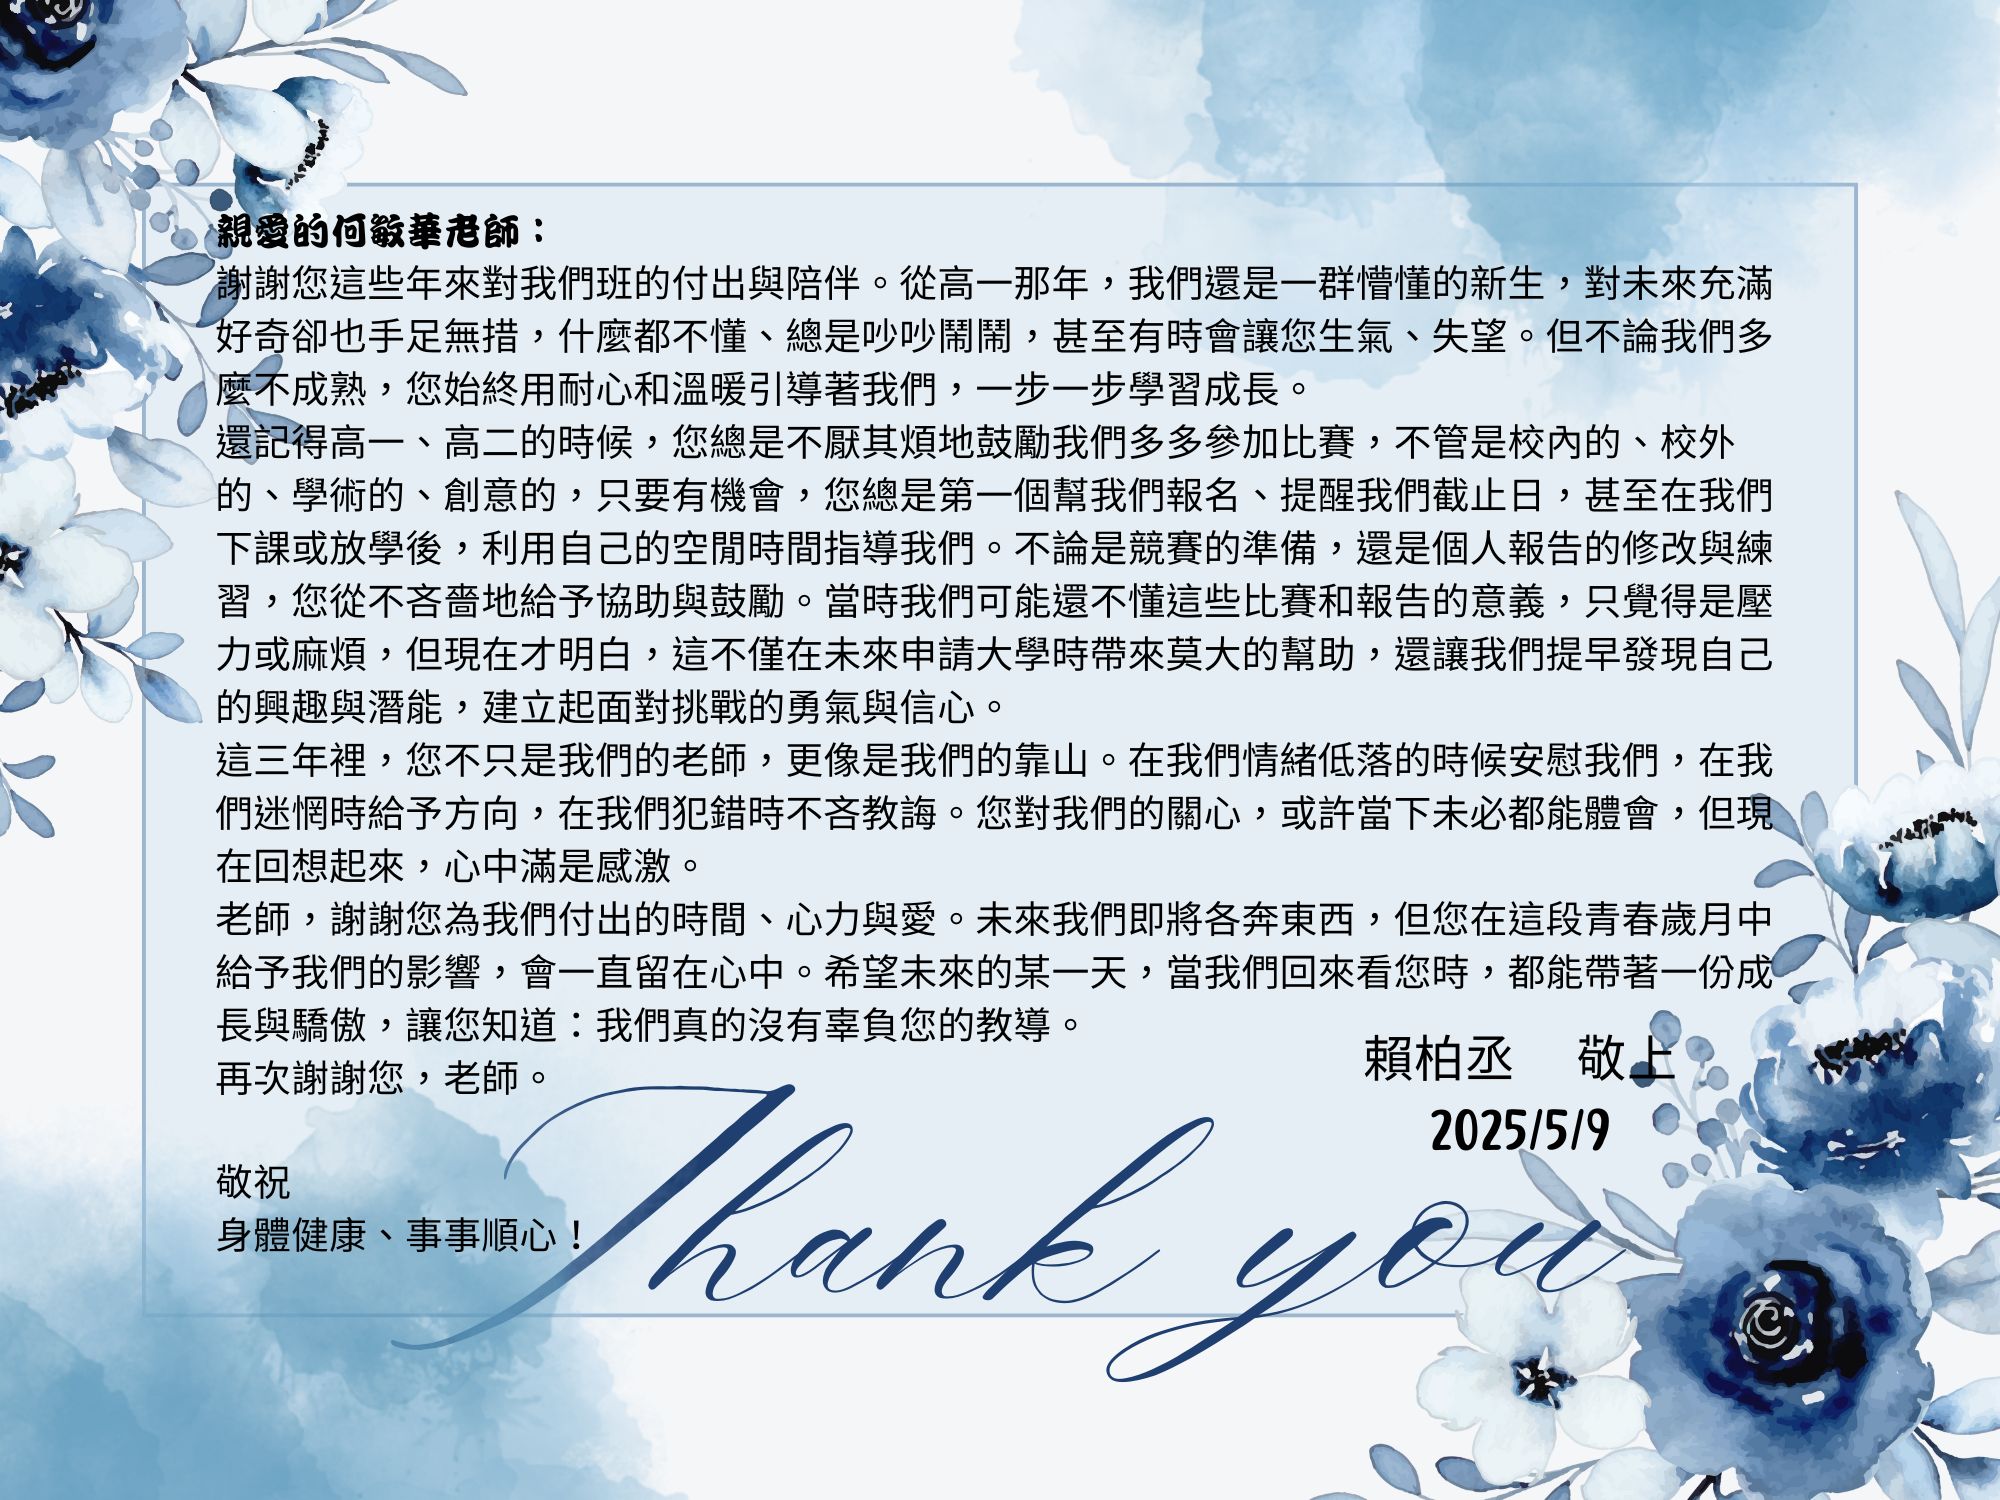 親愛的何敏華老師：
謝謝您這些年來對我們班的付出與陪伴。從高一那年，我們還是一群懵懂的新生，對未來充滿
好奇卻也手足無措，什麼都不懂、總是吵吵鬧鬧，甚至有時會讓您生氣、失望。但不論我們多
麼不成熟，您始終用耐心和溫暖引導著我們，一步一步學習成長。
還記得高一、高二的時候，您總是不厭其煩地鼓勵我們多多參加比賽，不管是校內的、校外
的、學術的、創意的，只要有機會，您總是第一個幫我們報名、提醒我們截止日，甚至在我們
下課或放學後，利用自己的空閒時間指導我們。不論是競賽的準備，還是個人報告的修改與練
習，您從不吝嗇地給予協助與鼓勵。當時我們可能還不懂這些比賽和報告的意義，只覺得是壓
力或麻煩，但現在才明白，這不僅在未來申請大學時帶來莫大的幫助，還讓我們提早發現自己
的興趣與潛能，建立起面對挑戰的勇氣與信心。
這三年裡，您不只是我們的老師，更像是我們的靠山。在我們情緒低落的時候安慰我們，在我
們迷惘時給予方向，在我們犯錯時不吝教誨。您對我們的關心，或許當下未必都能體會，但現
在回想起來，心中滿是感激。
老師，謝謝您為我們付出的時間、心力與愛。未來我們即將各奔東西，但您在這段青春歲月中
給予我們的影響，會一直留在心中。希望未來的某一天，當我們回來看您時，都能帶著一份成
長與驕傲，讓您知道：我們真的沒有辜負您的教導。
再次謝謝您，老師。
賴柏丞　敬上
2025/5/9
敬祝
身體健康、事事順心！
Thank you